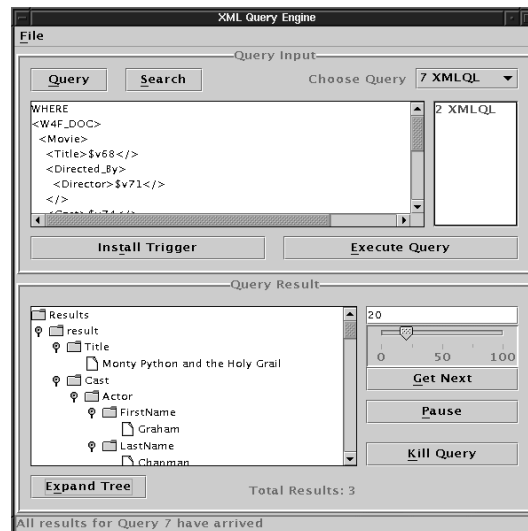 XML Query Engine
File
Query Input
Query Search Choose Query 7 XMLQL
WHERE
<W4F_DOC>
<Movie>
<Title>$v68</>
<Directed_By>
<Director>$v71</>
</>
<Cast>$v74</>
2 XMLQL
Install Trigger Execute Query
Query Result
Results
result
Title
Monty Python and the Holy Grail
Cast
Actor
FirstName
Graham
LastName
Chapman
20
0 50 100
Get Next
Pause
Kill Query
Expand Tree Total Results: 3
All results for Query 7 have arrived